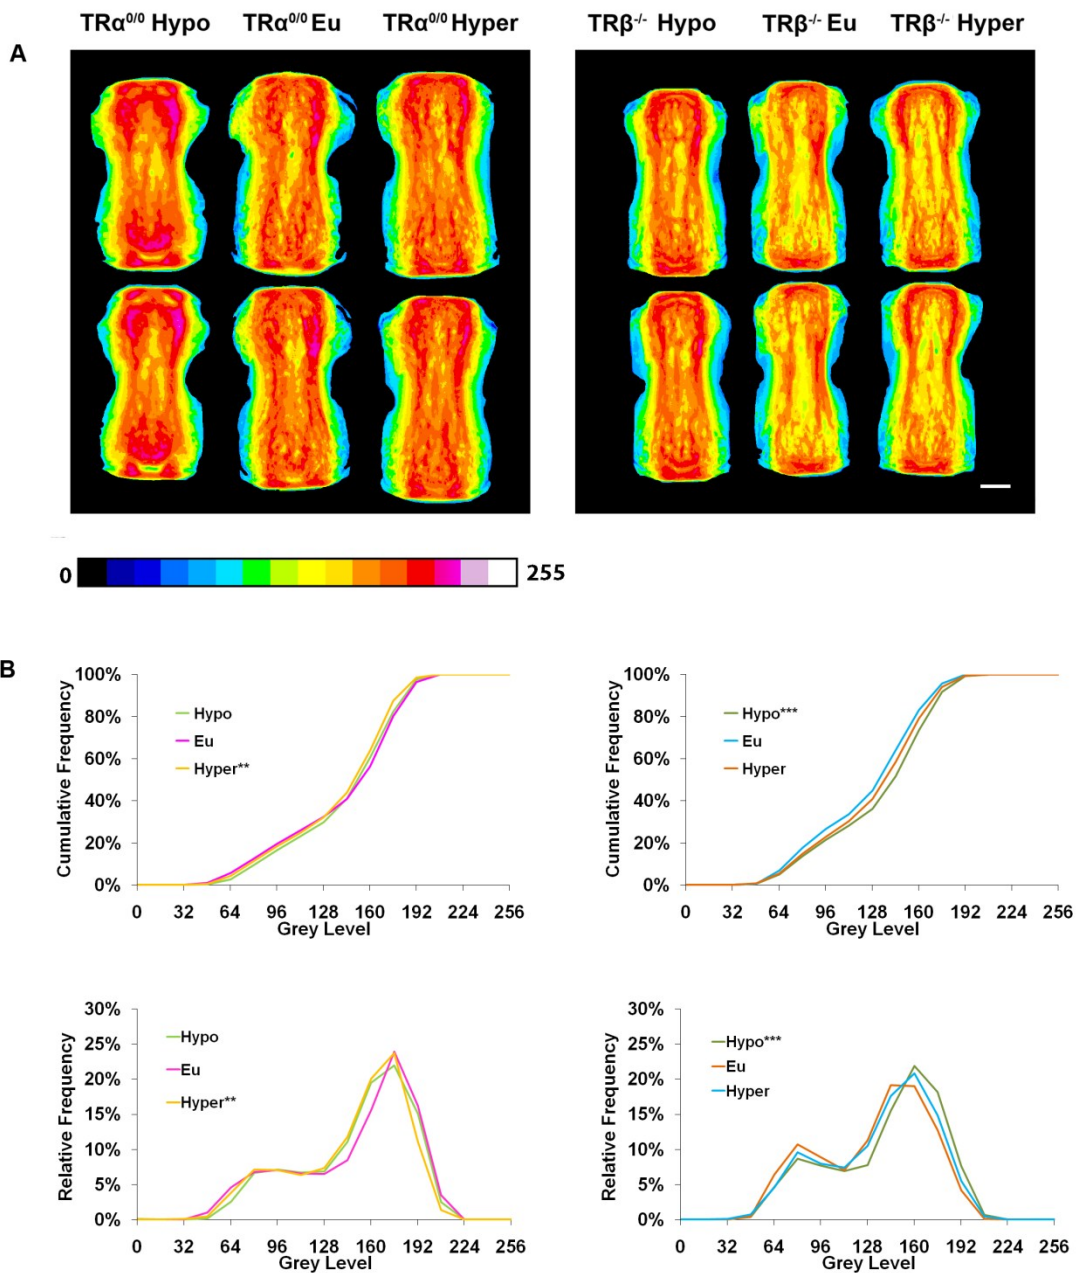 TRα⁰/⁰ Hypo TRα⁰/⁰ Eu TRα⁰/⁰ Hyper TRβ⁻/⁻ Hypo TRβ⁻/⁻ Eu TRβ⁻/⁻ Hyper
A
0 255
B
Cumulative Frequency
100%
80%
60%
40%
20%
0%
Hypo
Eu
Hyper**
0 32 64 96 128 160 192 224 256
Grey Level
Cumulative Frequency
100%
80%
60%
40%
20%
0%
Hypo***
Eu
Hyper
0 32 64 96 128 160 192 224 256
Grey Level
Relative Frequency
30%
25%
20%
15%
10%
5%
0%
Hypo
Eu
Hyper**
0 32 64 96 128 160 192 224 256
Grey Level
Relative Frequency
30%
25%
20%
15%
10%
5%
0%
Hypo***
Eu
Hyper
0 32 64 96 128 160 192 224 256
Grey Level